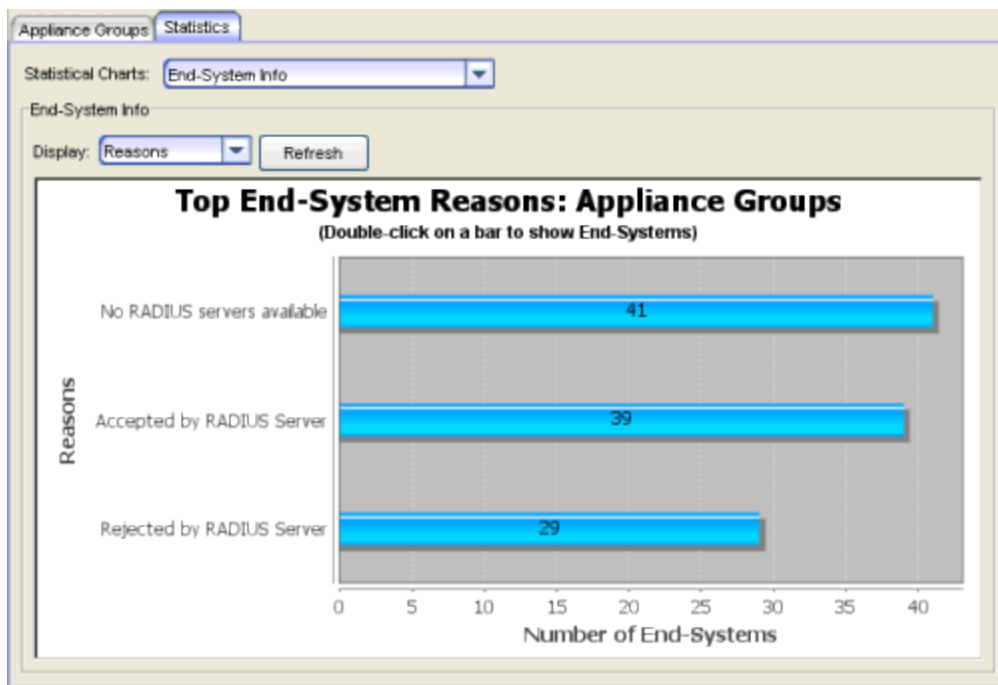 Appliance Groups Statistics
Statistical Charts: End-System Info
End-System Info
Display: Reasons Refresh
Top End-System Reasons: Appliance Groups
(Double-click on a bar to show End-Systems)
No RADIUS servers available 41
Accepted by RADIUS Server 39
Rejected by RADIUS Server 29
Reasons
0 5 10 15 20 25 30 35 40
Number of End-Systems